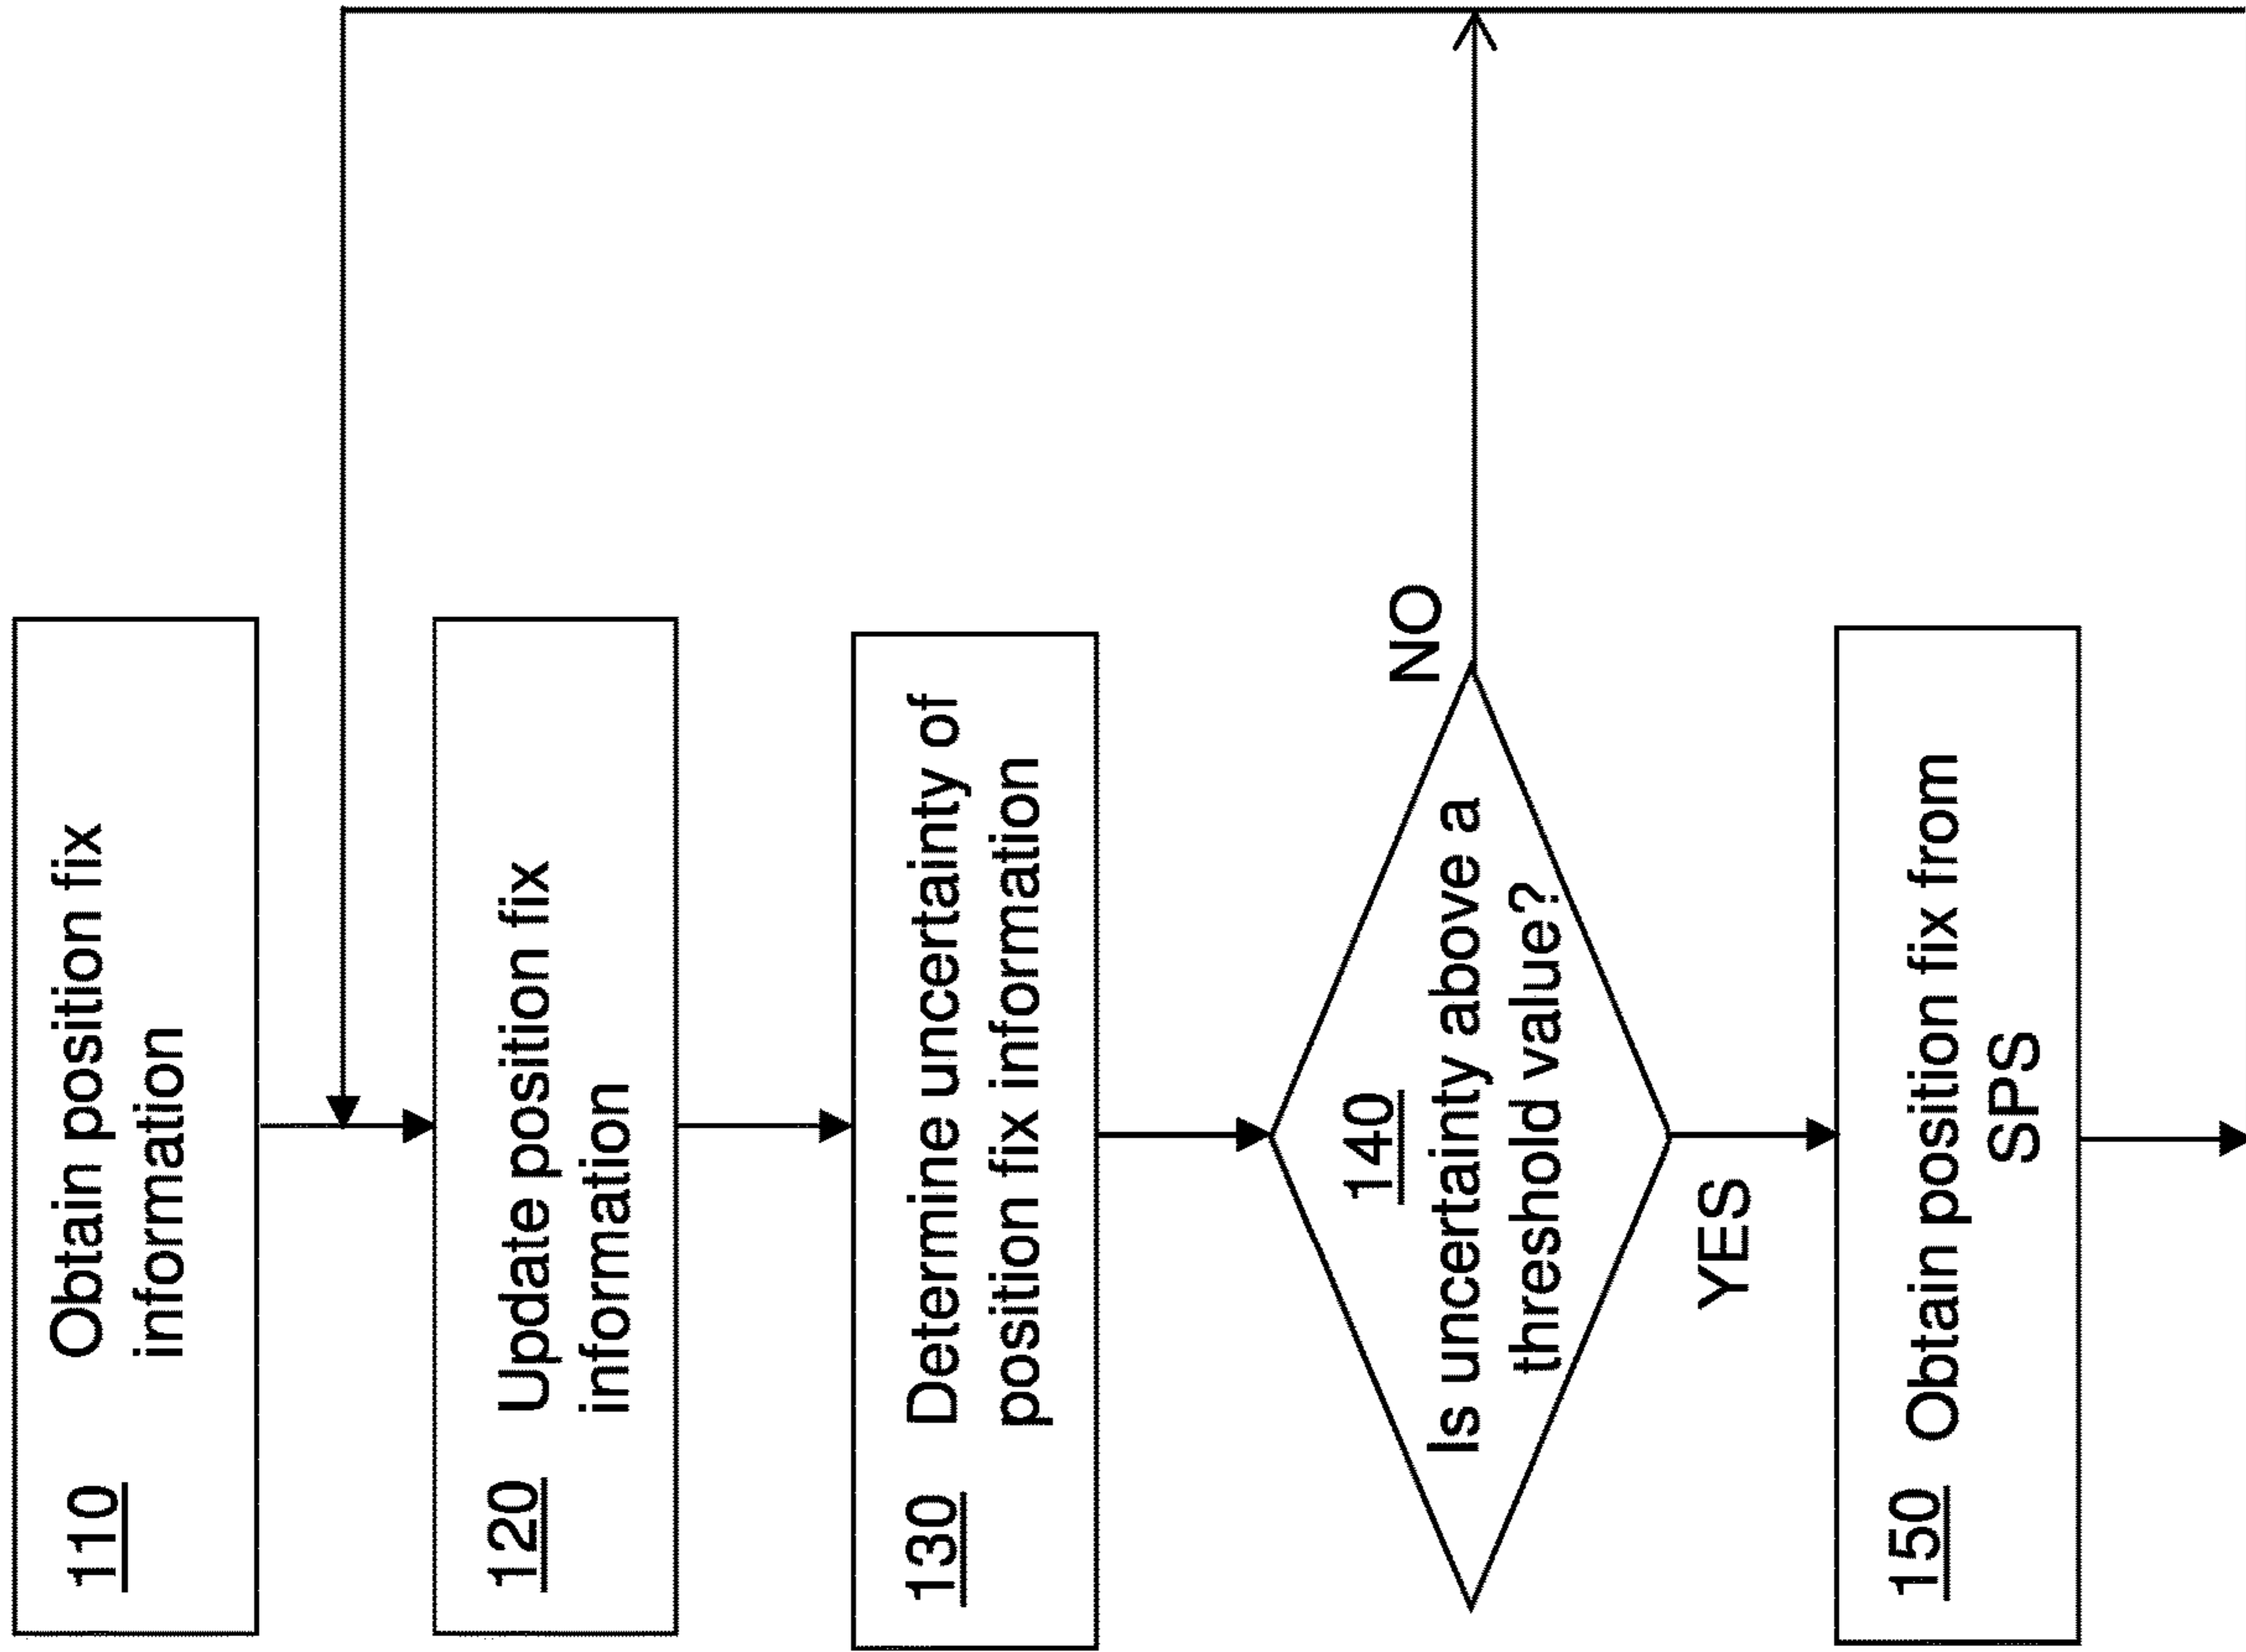 110 Obtain position fix
information
120 Update position fix
information
130 Determine uncertainty of
position fix information
140
Is uncertainty above a
threshold value?
NO
YES
150 Obtain position fix from
SPS